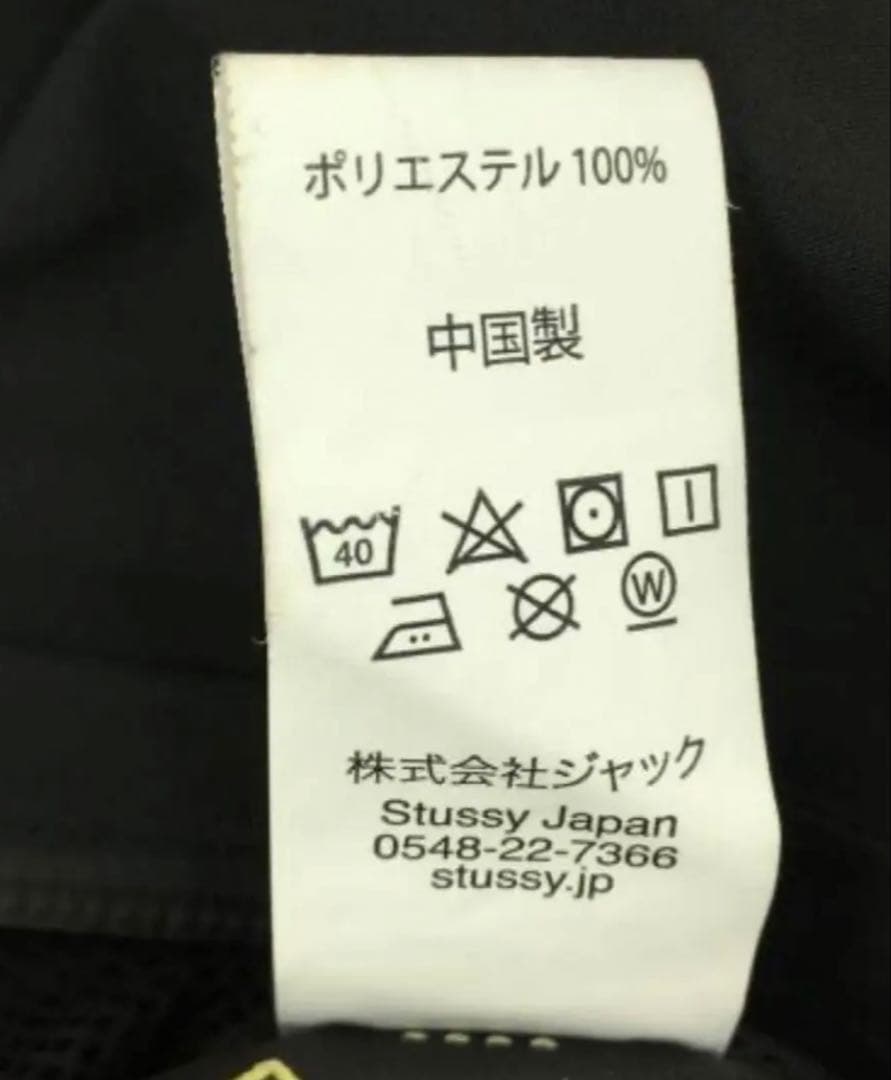 ポリエステル 100%
中国製
40
W
株式会社ジャック
Stussy Japan
0548-22-7366
stussy.jp